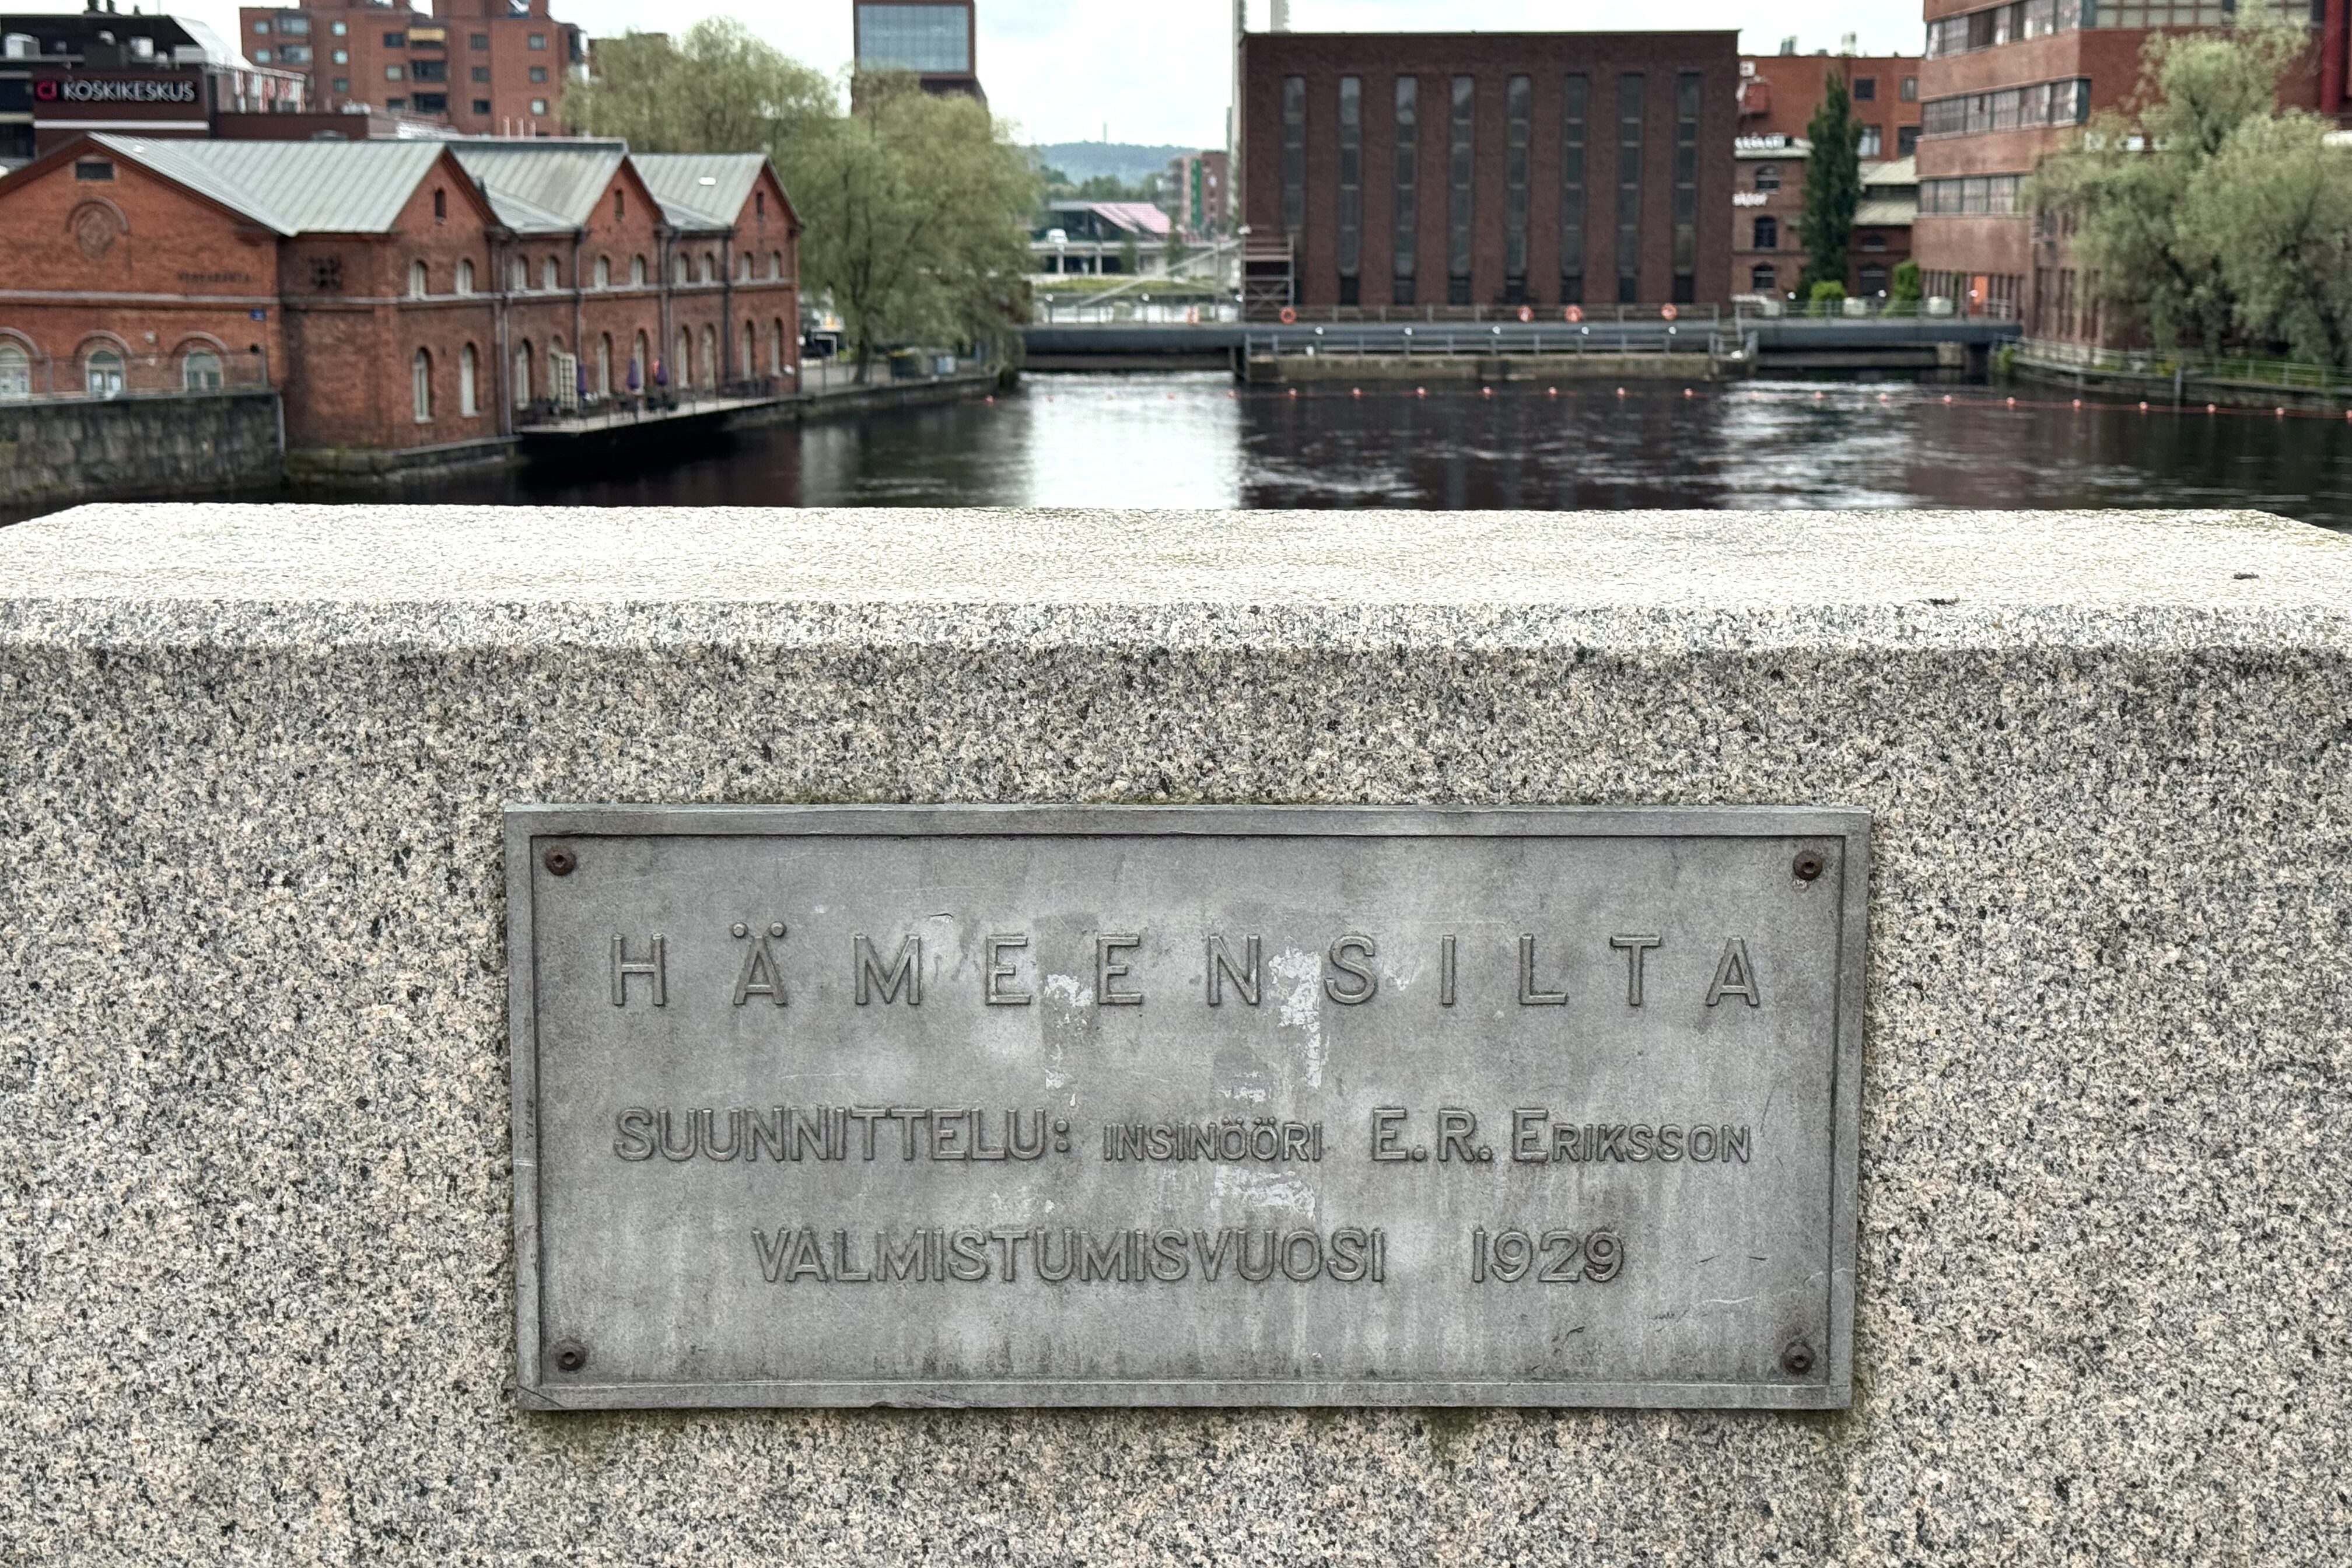 KOSKIKESKUS
HÄMEENSILTA
SUUNNITTELU: INSINÖÖRI E.R. ERIKSSON
VALMISTUMISVUOSI 1929